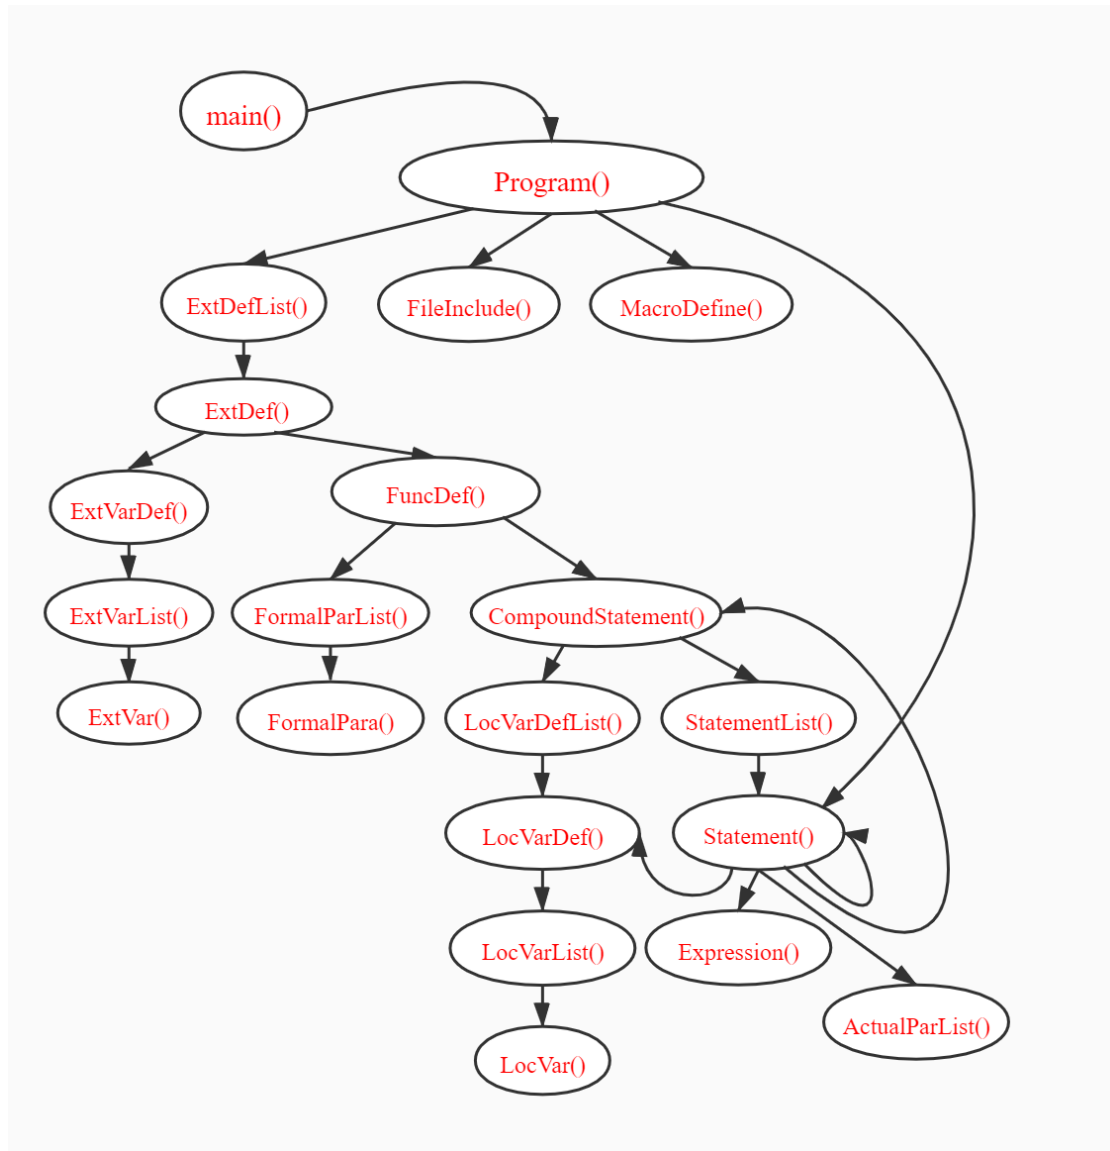 main()
Program()
ExtDefList()
FileInclude()
MacroDefine()
ExtDef()
ExtVarDef()
FuncDef()
ExtVarList()
FormalParList()
CompoundStatement()
ExtVar()
FormalPara()
LocVarDefList()
StatementList()
LocVarDef()
Statement()
LocVarList()
Expression()
ActualParList()
LocVar()